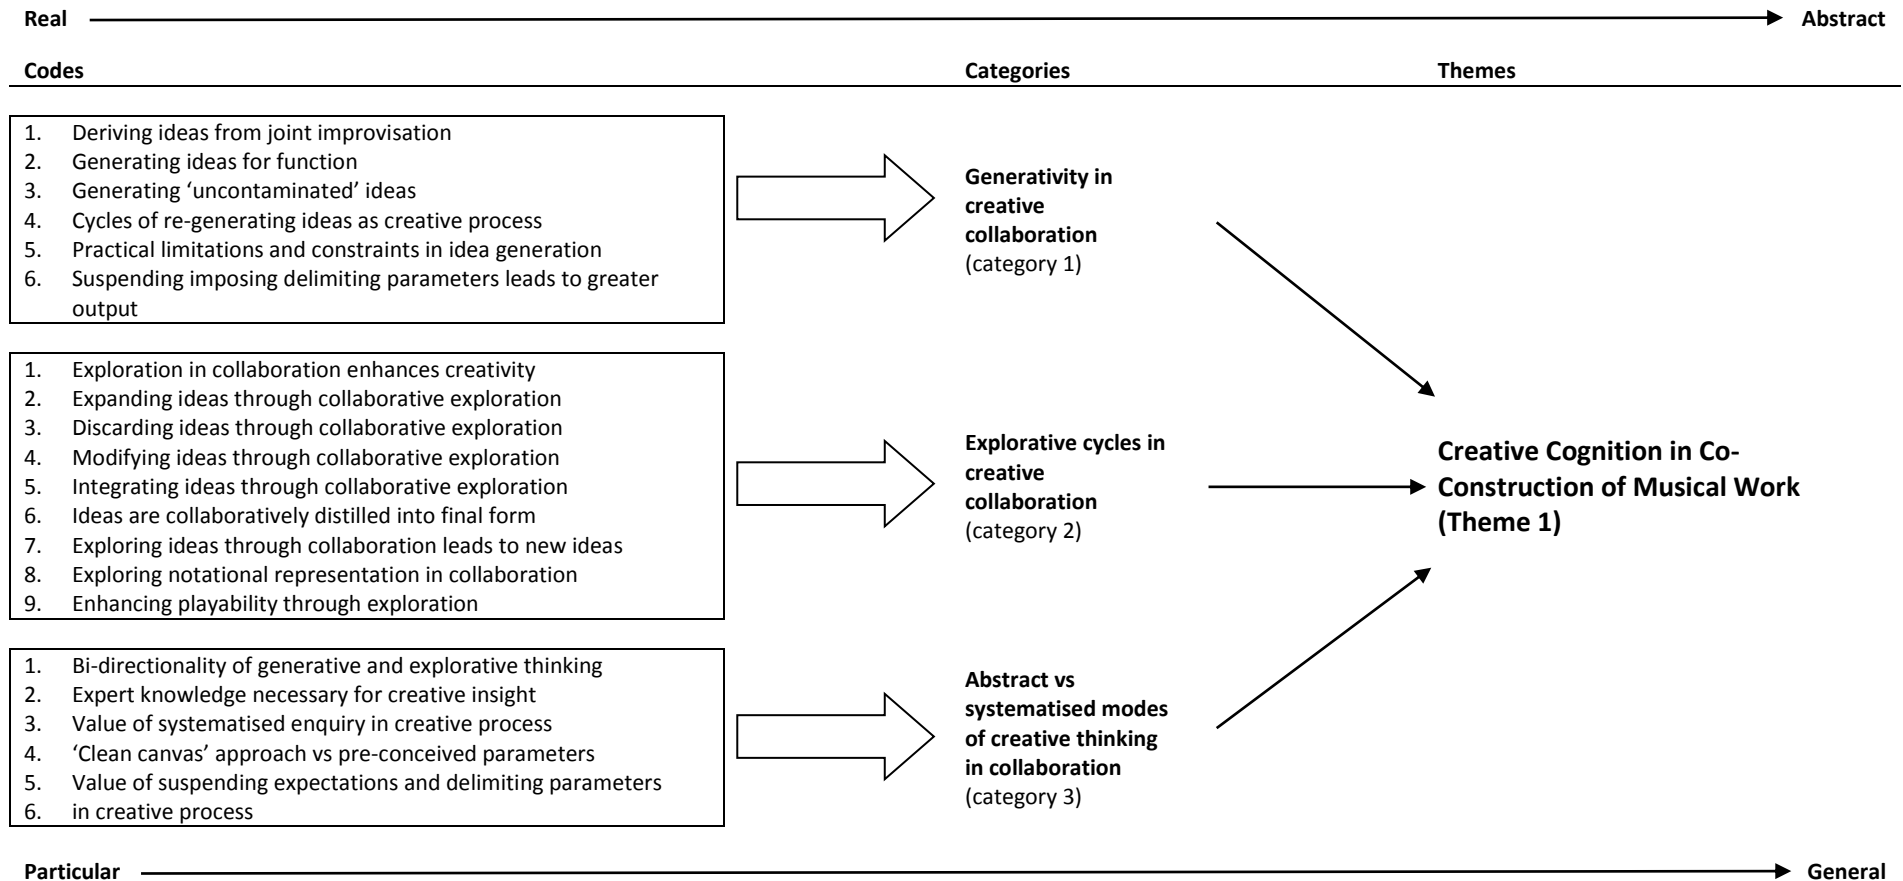 Real Abstract
Codes Categories Themes
1. Deriving ideas from joint improvisation
2. Generating ideas for function
3. Generating ‘uncontaminated’ ideas
4. Cycles of re-generating ideas as creative process
5. Practical limitations and constraints in idea generation
6. Suspending imposing delimiting parameters leads to greater
output
Generativity in
creative
collaboration
(category 1)
1. Exploration in collaboration enhances creativity
2. Expanding ideas through collaborative exploration
3. Discarding ideas through collaborative exploration
4. Modifying ideas through collaborative exploration
5. Integrating ideas through collaborative exploration
6. Ideas are collaboratively distilled into final form
7. Exploring ideas through collaboration leads to new ideas
8. Exploring notational representation in collaboration
9. Enhancing playability through exploration
Explorative cycles in
creative
collaboration
(category 2)
Creative Cognition in Co-
Construction of Musical Work
(Theme 1)
1. Bi-directionality of generative and explorative thinking
2. Expert knowledge necessary for creative insight
3. Value of systematised enquiry in creative process
4. ‘Clean canvas’ approach vs pre-conceived parameters
5. Value of suspending expectations and delimiting parameters
6. in creative process
Abstract vs
systematised modes
of creative thinking
in collaboration
(category 3)
Particular General